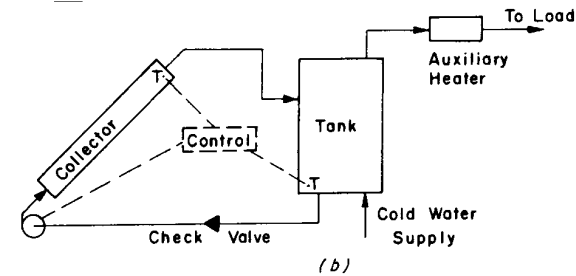 To Load
Auxiliary
Heater
T
Collector
Control
Tank
T
Check Valve
Cold Water
Supply
(b)